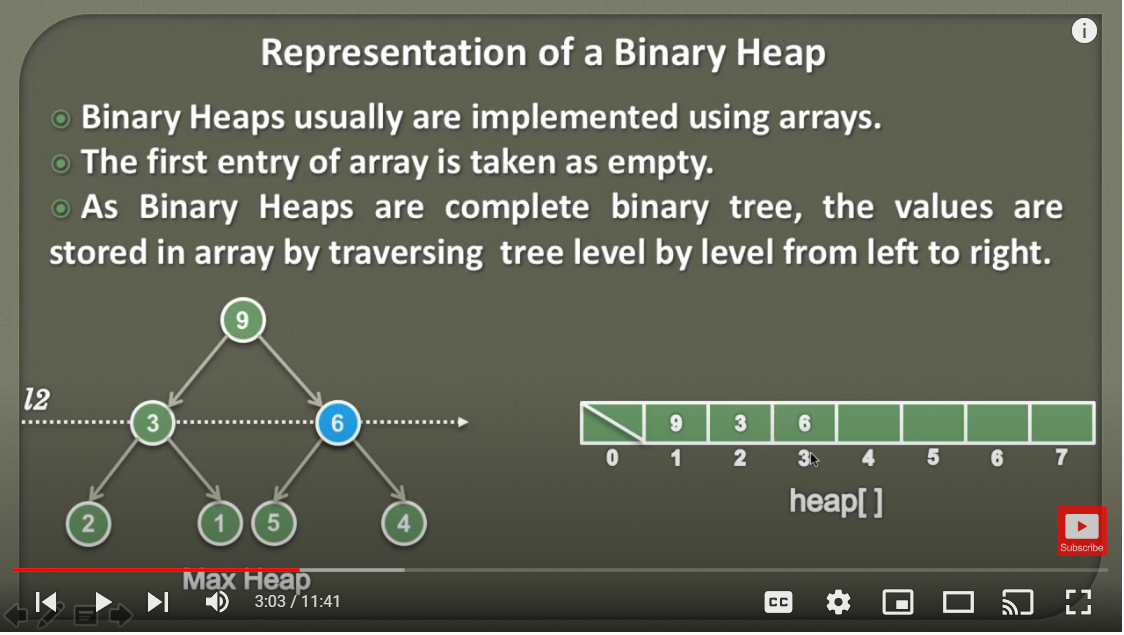 Representation of a Binary Heap
Binary Heaps usually are implemented using arrays.
The first entry of array is taken as empty.
As Binary Heaps are complete binary tree, the values are
stored in array by traversing tree level by level from left to right.
9
l2
3 6
2 1 5 4
Max Heap
9 3 6
0 1 2 3 4 5 6 7
heap[ ]
Subscribe
3:03 / 11:41
CC